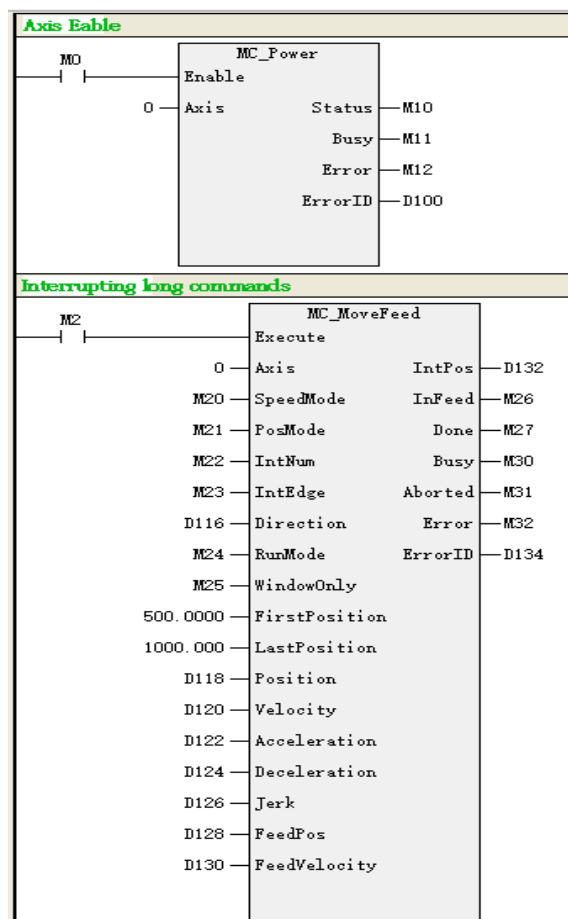 Axis Eable
M0 MC_Power
Enable
0 Axis Status M10
Busy M11
Error M12
ErrorID D100
Interrupting long commands
M2 MC_MoveFeed
Execute
0 Axis IntPos D132
M20 SpeedMode InFeed M26
M21 PosMode Done M27
M22 IntNum Busy M30
M23 IntEdge Aborted M31
D116 Direction Error M32
M24 RunMode ErrorID D134
M25 WindowOnly
500.0000 FirstPosition
1000.000 LastPosition
D118 Position
D120 Velocity
D122 Acceleration
D124 Deceleration
D126 Jerk
D128 FeedPos
D130 FeedVelocity